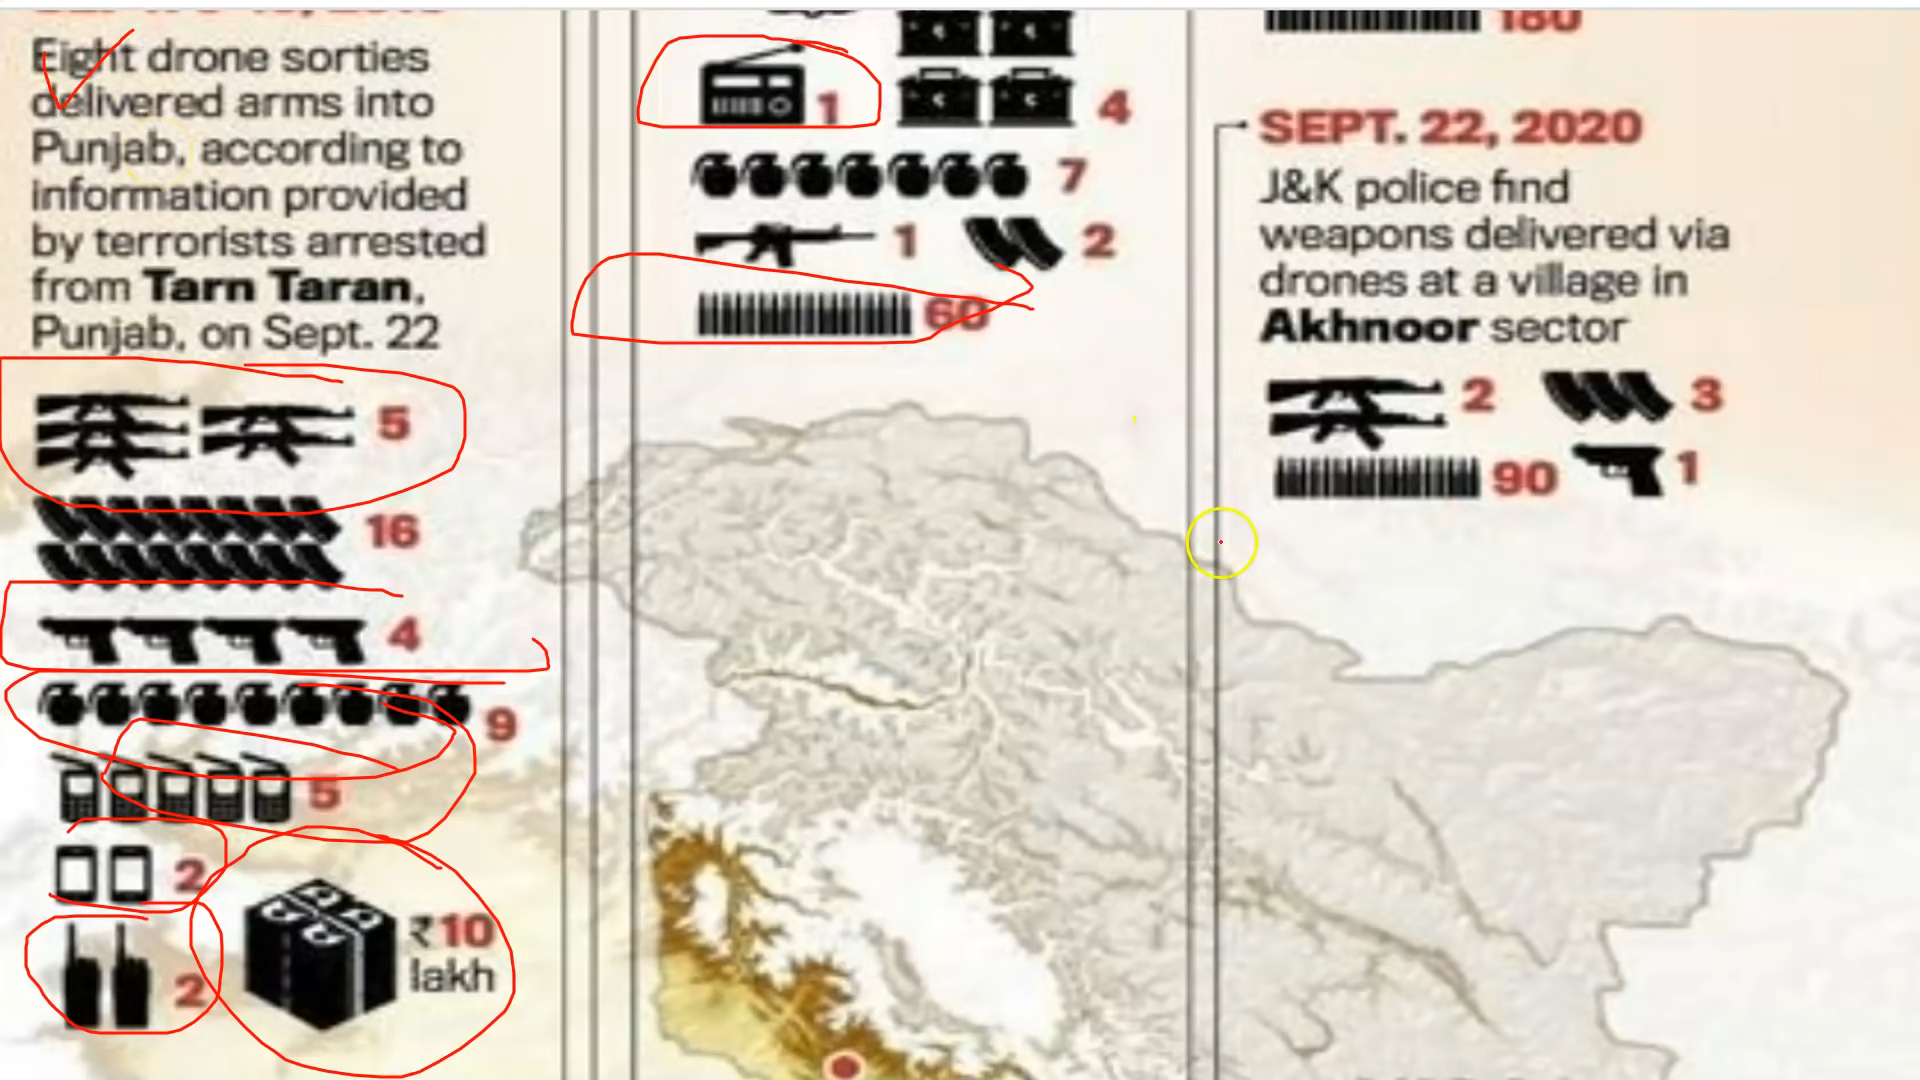 Eight drone sorties
delivered arms into
Punjab, according to
information provided
by terrorists arrested
from Tarn Taran,
Punjab, on Sept. 22
5
16
4
9
5
2
2
₹10
lakh
1
4
7
1
2
60
180
SEPT. 22, 2020
J&K police find
weapons delivered via
drones at a village in
Akhnoor sector
2
3
90
1